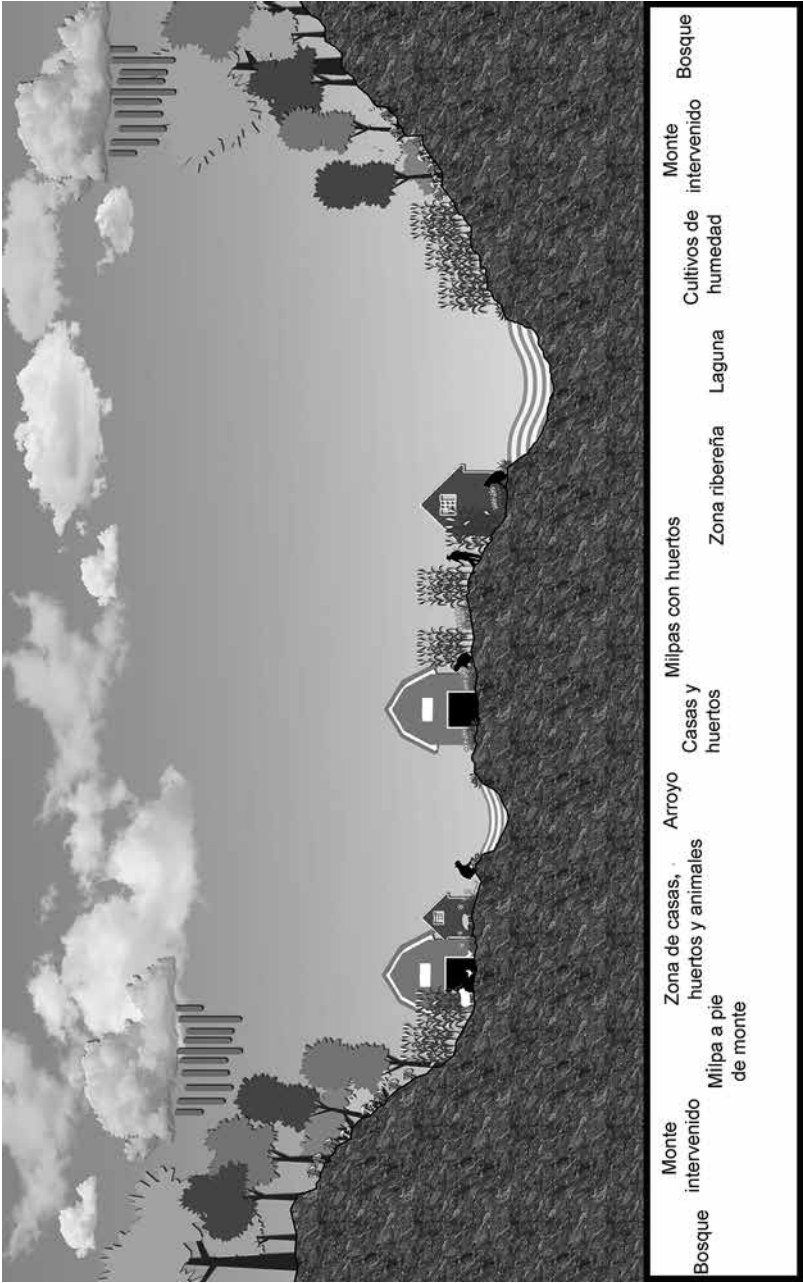 Bosque
Monte
intervenido
Milpa a pie
de monte
Zona de casas,
huertos y animales
Arroyo
Casas y
huertos
Milpas con huertos
Zona ribereña
Laguna
Cultivos de
humedad
Monte
intervenido
Bosque